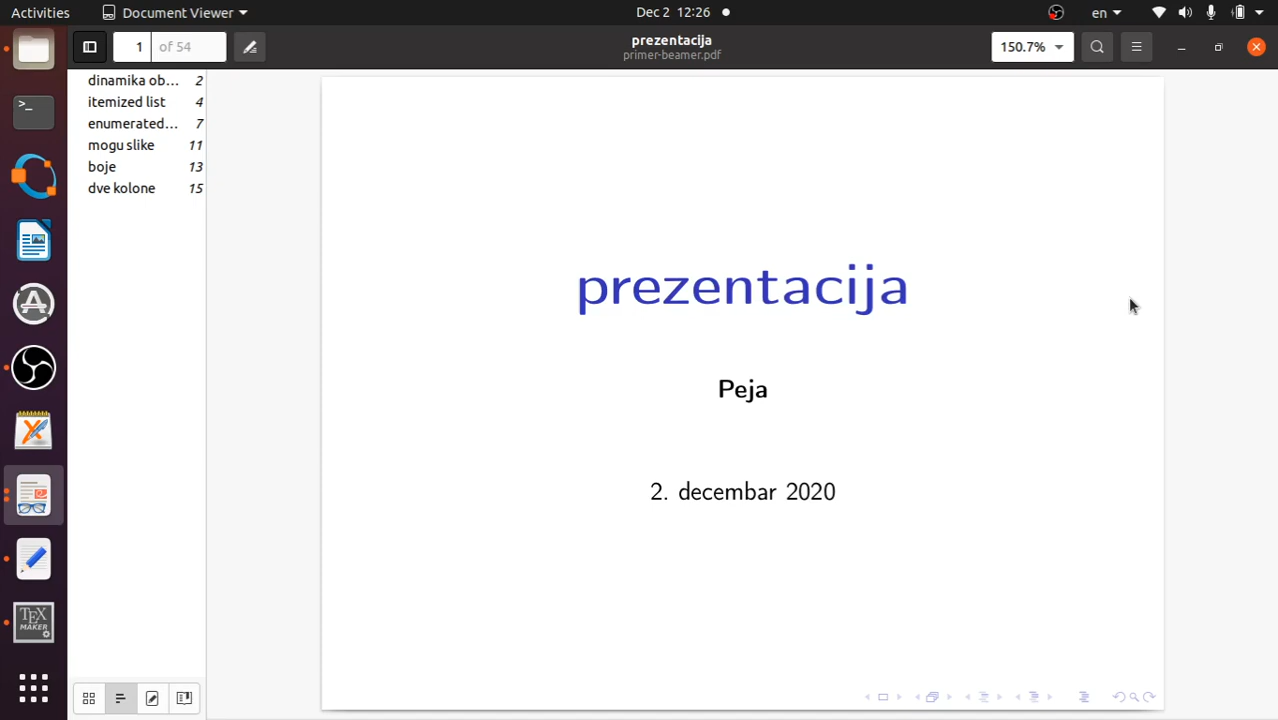 Activities
Document Viewer
Dec 2 12:26
en
1
of 54
prezentacija
primer-beamer.pdf
150.7%
dinamika ob... 2
itemized list 4
enumerated... 7
mogu slike 11
boje 13
dve kolone 15
prezentacija
Peja
2. decembar 2020
>_
TEX
MAKER